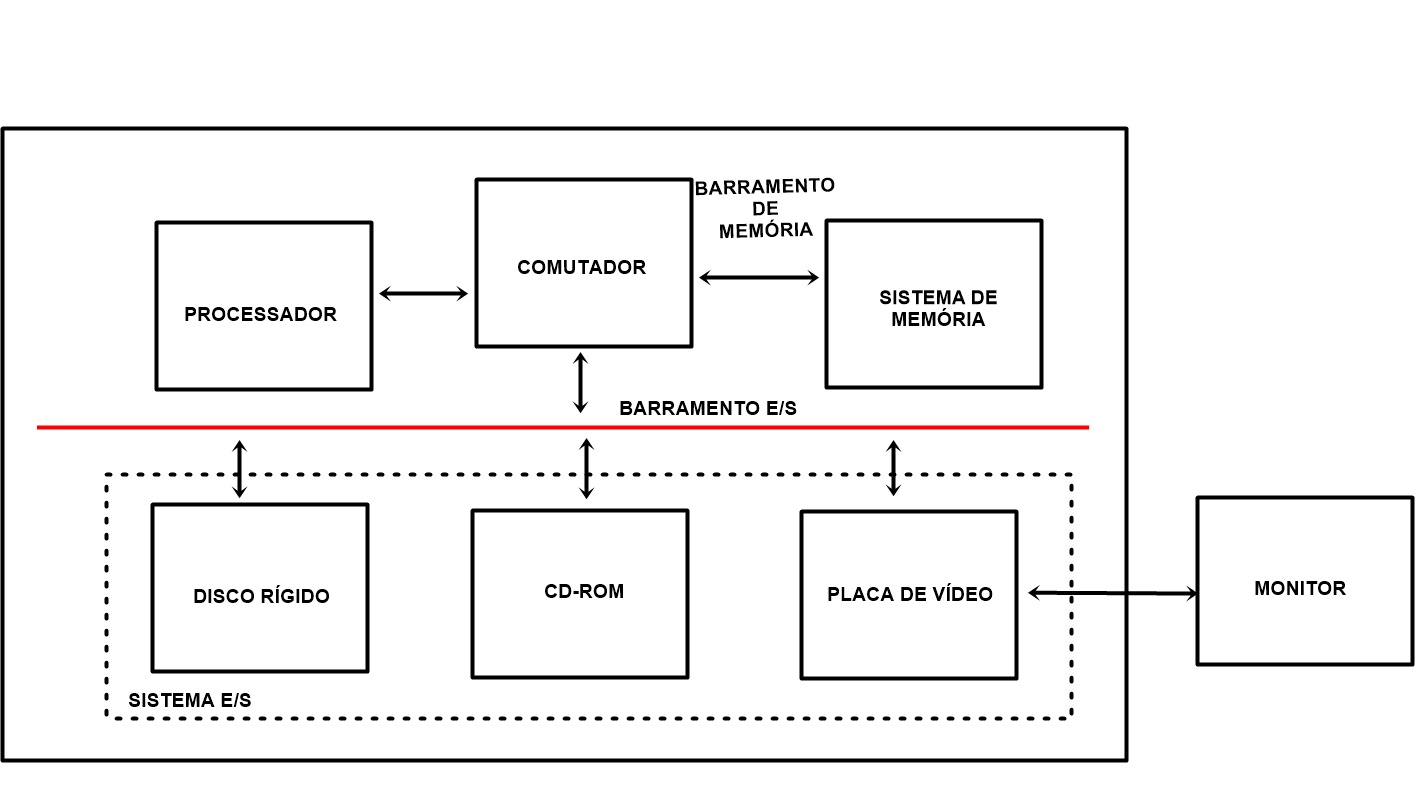 BARRAMENTO
DE
MEMÓRIA
COMUTADOR
PROCESSADOR
SISTEMA DE
MEMÓRIA
BARRAMENTO E/S
DISCO RÍGIDO
CD-ROM
PLACA DE VÍDEO
MONITOR
SISTEMA E/S